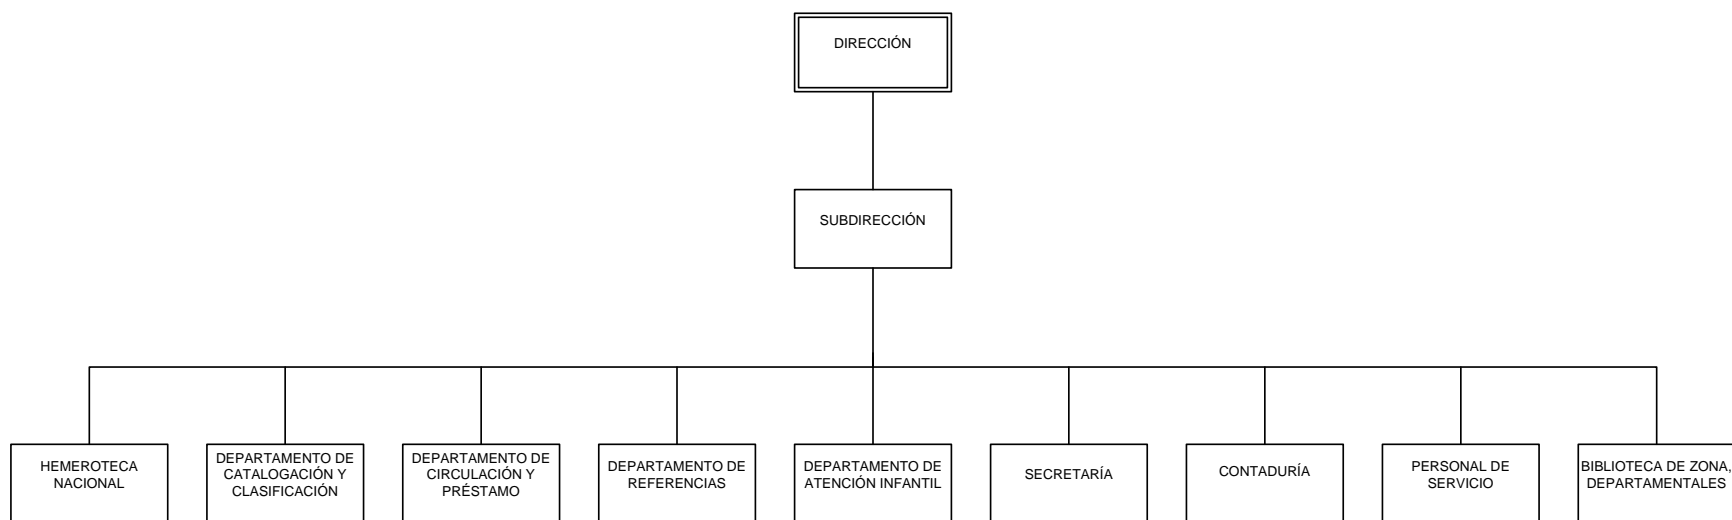 DIRECCIÓN
SUBDIRECCIÓN
HEMEROTECA
NACIONAL
DEPARTAMENTO DE
CATALOGACIÓN Y
CLASIFICACIÓN
DEPARTAMENTO DE
CIRCULACIÓN Y
PRÉSTAMO
DEPARTAMENTO DE
REFERENCIAS
DEPARTAMENTO DE
ATENCIÓN INFANTIL
SECRETARÍA
CONTADURÍA
PERSONAL DE
SERVICIO
BIBLIOTECA DE ZONA,
DEPARTAMENTALES